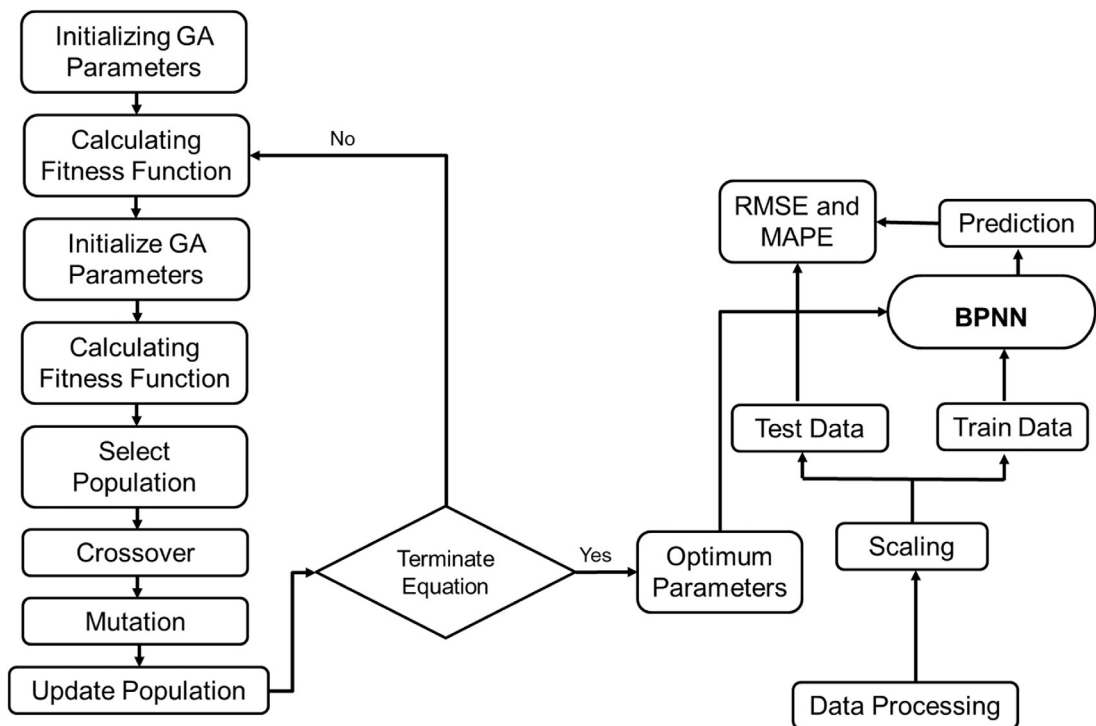 Initializing GA
Parameters
Calculating
Fitness Function
Initialize GA
Parameters
Calculating
Fitness Function
Select
Population
Crossover
Mutation
Update Population
No
Terminate
Equation
Yes
Optimum
Parameters
RMSE and
MAPE
Prediction
BPNN
Test Data
Train Data
Scaling
Data Processing